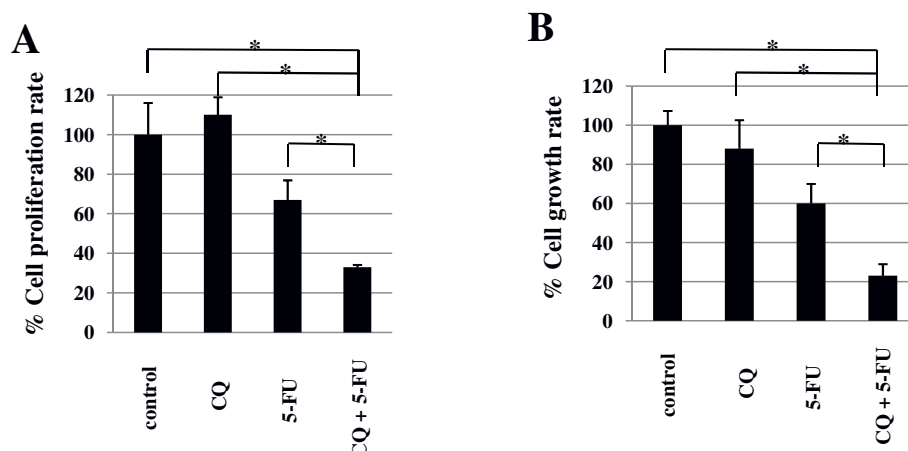 A
*
*
*
% Cell proliferation rate
120
100
80
60
40
20
0
control
CQ
5-FU
CQ + 5-FU
B
*
*
*
% Cell growth rate
120
100
80
60
40
20
0
control
CQ
5-FU
CQ + 5-FU